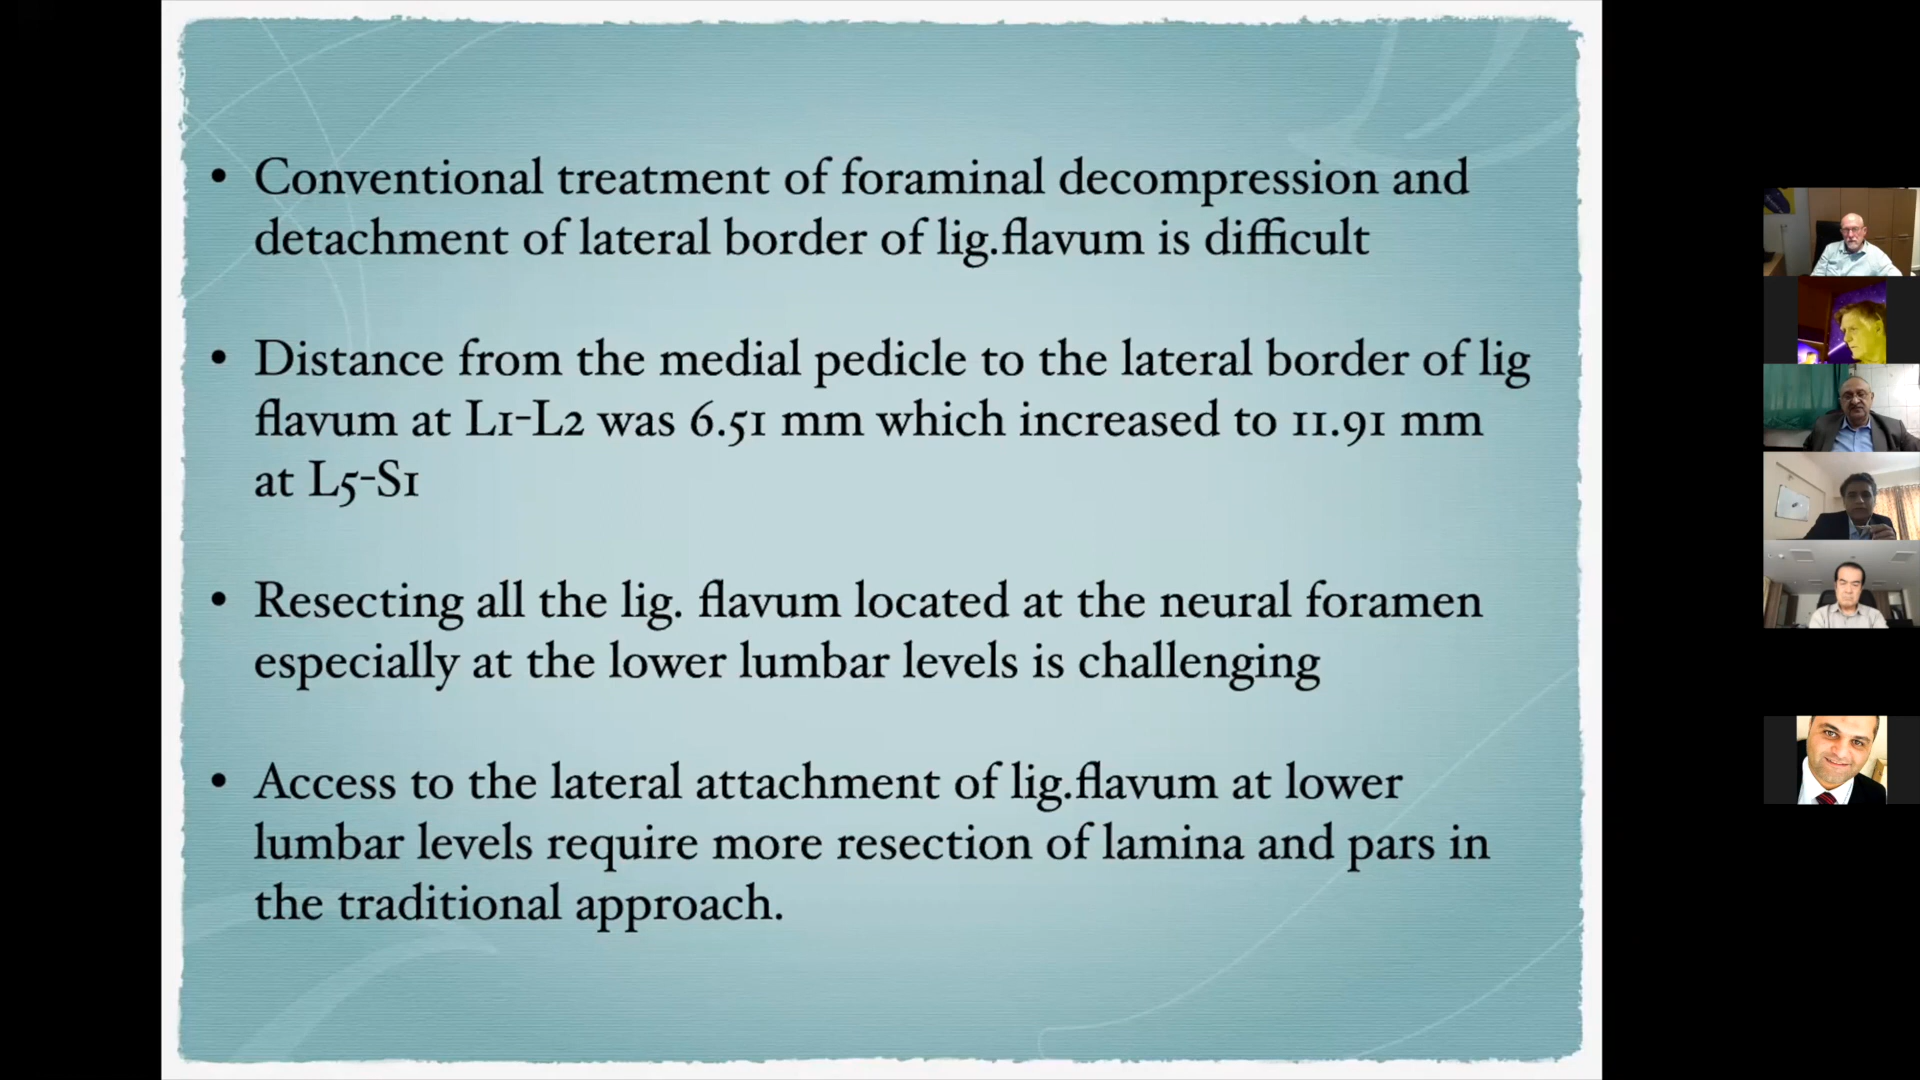 • Conventional treatment of foraminal decompression and
detachment of lateral border of lig.flavum is difficult
• Distance from the medial pedicle to the lateral border of lig
flavum at L1-L2 was 6.51 mm which increased to 11.91 mm
at L5-S1
• Resecting all the lig. flavum located at the neural foramen
especially at the lower lumbar levels is challenging
• Access to the lateral attachment of lig.flavum at lower
lumbar levels require more resection of lamina and pars in
the traditional approach.